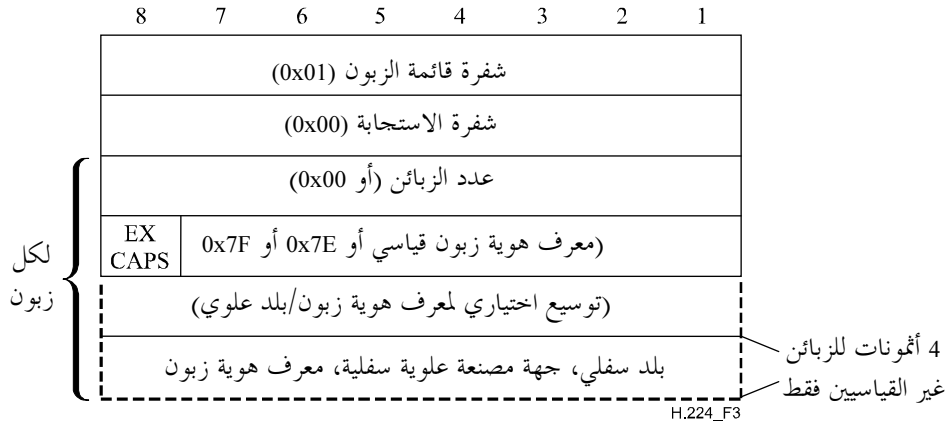 8 7 6 5 4 3 2 1
شفرة قائمة الزبون (0x01)
شفرة الاستجابة (0x00)
عدد الزبائن (أو 0x00)
EX
CAPS
(معرف هوية زبون قياسي أو 0x7E أو 0x7F
لكل
زبون
(توسيع اختياري لمعرف هوية زبون/بلد علوي)
بلد سفلي، جهة مصنعة علوية سفلية، معرف هوية زبون
4 أثمونات للزبائن
غير القياسيين فقط
H.224_F3